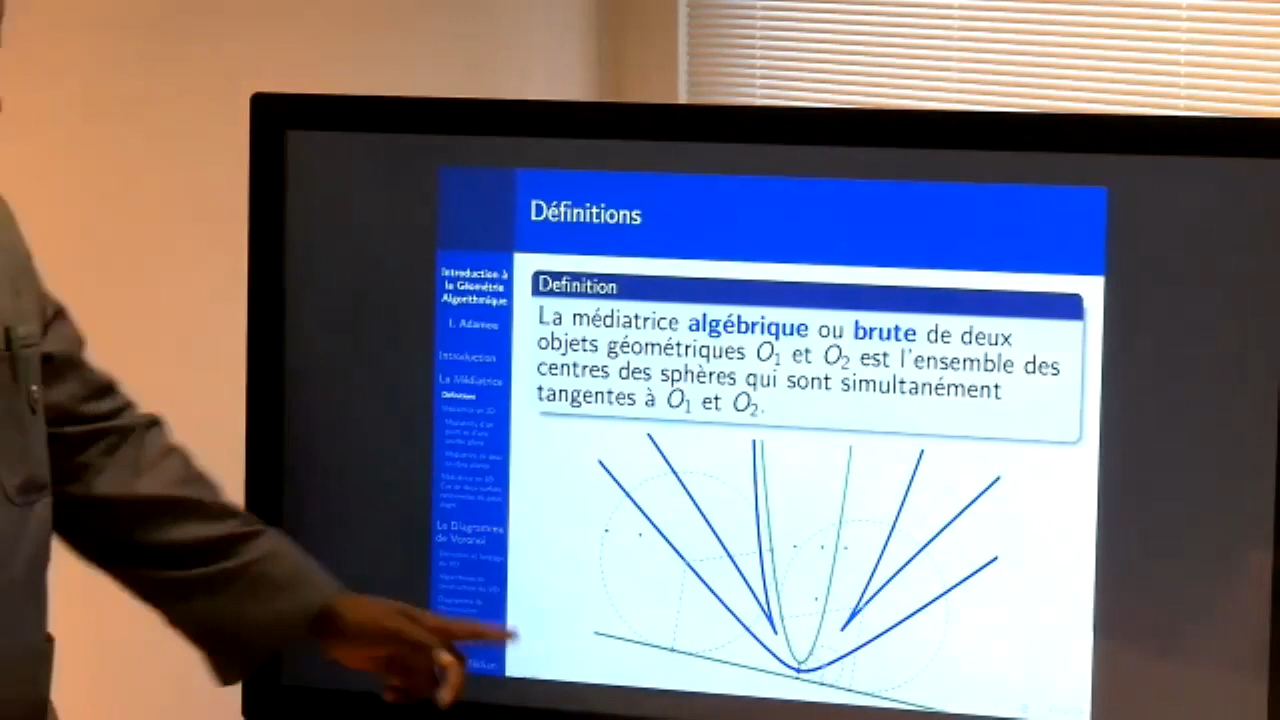 Définitions
Introduction à
la Géométrie
Algorithmique
I. Adamou
Introduction
La Médiatrice
Définitions
Definition
La médiatrice algébrique ou brute de deux
objets géométriques O₁ et O₂ est l'ensemble des
centres des sphères qui sont simultanément
tangentes à O₁ et O₂.
Le Diagramme
de Voronoï